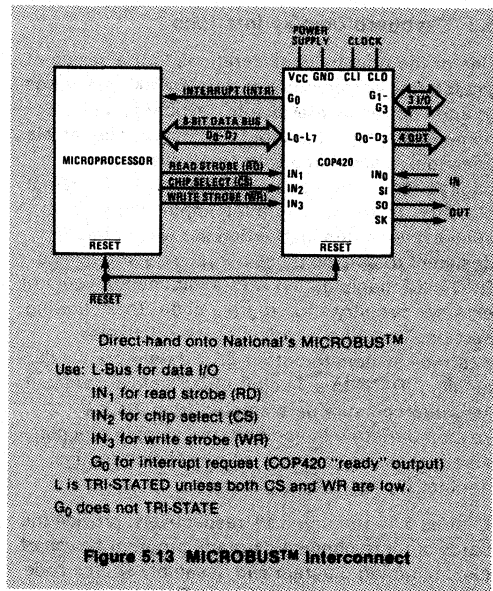 POWER
SUPPLY
CLOCK
VCC GND CLI CLO
INTERRUPT (INTR)
G0
G1-
G3
3 I/O
8-BIT DATA BUS
D0-D7
L0-L7
D0-D3
4 OUT
MICROPROCESSOR
COP420
READ STROBE (RD)
IN1
IN0
IN
CHIP SELECT (CS)
IN2
SI
WRITE STROBE (WR)
IN3
SO
OUT
SK
RESET
RESET
RESET
Direct-hand onto National's MICROBUS™
Use: L-Bus for data I/O
IN1 for read strobe (RD)
IN2 for chip select (CS)
IN3 for write strobe (WR)
G0 for interrupt request (COP420 "ready" output)
L is TRI-STATED unless both CS and WR are low.
G0 does not TRI-STATE
Figure 5.13 MICROBUS™ Interconnect